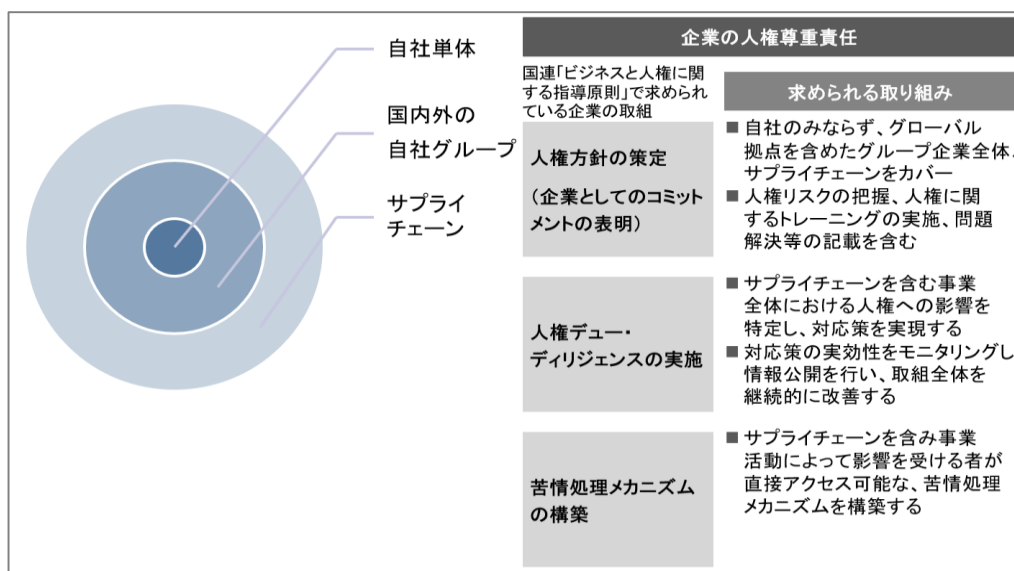 自社単体
国内外の
自社グループ
サプライ
チェーン
企業の人権尊重責任
国連「ビジネスと人権に関
する指導原則」で求められ
ている企業の取組
求められる取り組み
人権方針の策定
（企業としてのコミット
メントの表明）
■ 自社のみならず、グローバル
拠点を含めたグループ企業全体、
サプライチェーンをカバー
■ 人権リスクの把握、人権に関
するトレーニングの実施、問題
解決等の記載を含む
人権デュー・
ディリジェンスの実施
■ サプライチェーンを含む事業
全体における人権への影響を
特定し、対応策を実現する
■ 対応策の実効性をモニタリングし
情報公開を行い、取組全体を
継続的に改善する
苦情処理メカニズム
の構築
■ サプライチェーンを含み事業
活動によって影響を受ける者が
直接アクセス可能な、苦情処理
メカニズムを構築する